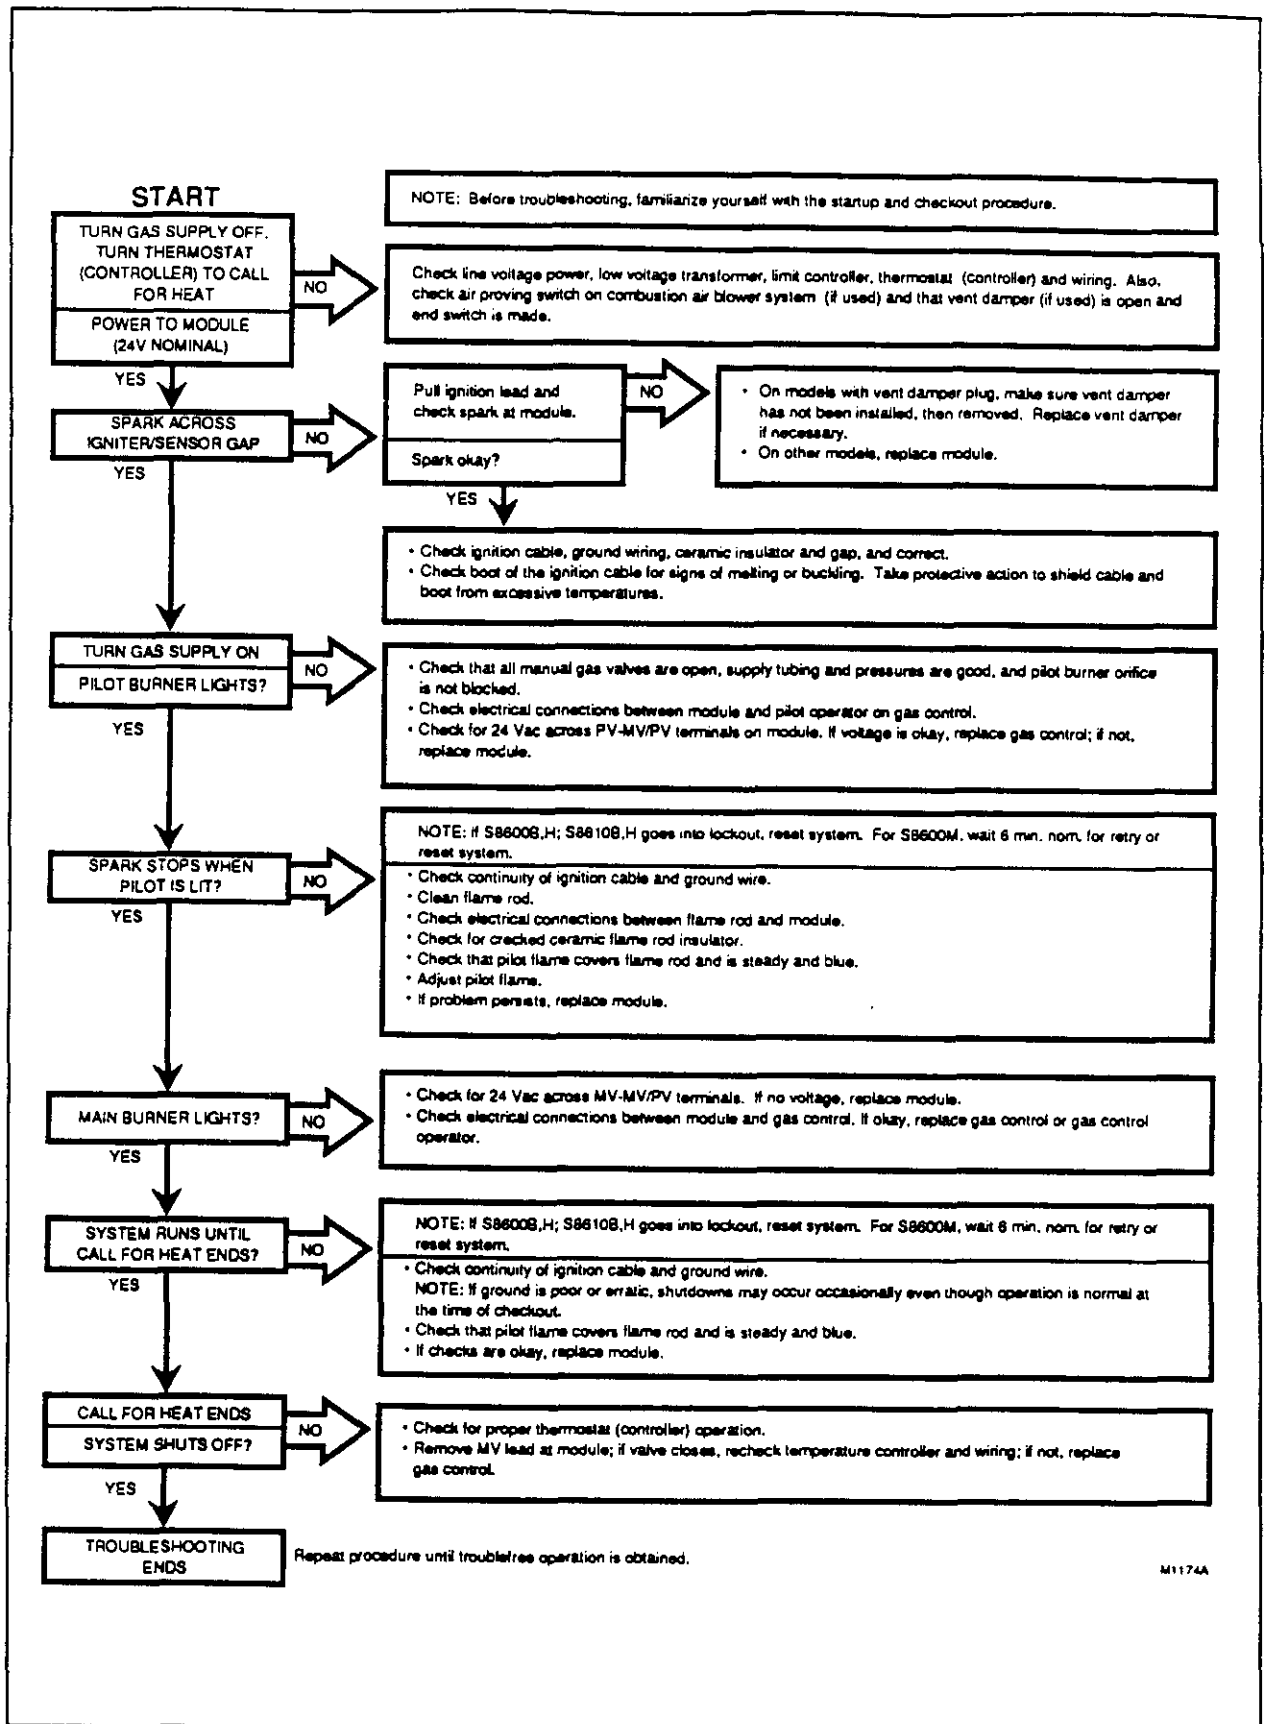 START
NOTE: Before troubleshooting, familiarize yourself with the startup and checkout procedure.
TURN GAS SUPPLY OFF.
TURN THERMOSTAT
(CONTROLLER) TO CALL
FOR HEAT
POWER TO MODULE
(24V NOMINAL)
NO
Check line voltage power, low voltage transformer, limit controller, thermostat (controller) and wiring. Also,
check air proving switch on combustion air blower system (if used) and that vent damper (if used) is open and
end switch is made.
YES
SPARK ACROSS
IGNITER/SENSOR GAP
NO
Pull ignition lead and
check spark at module.
Spark okay?
NO
• On models with vent damper plug, make sure vent damper
has not been installed, then removed. Replace vent damper
if necessary.
• On other models, replace module.
YES
YES
• Check ignition cable, ground wiring, ceramic insulator and gap, and correct.
• Check boot of the ignition cable for signs of melting or buckling. Take protective action to shield cable and
boot from excessive temperatures.
TURN GAS SUPPLY ON
PILOT BURNER LIGHTS?
NO
• Check that all manual gas valves are open, supply tubing and pressures are good, and pilot burner orifice
is not blocked.
• Check electrical connections between module and pilot operator on gas control.
• Check for 24 Vac across PV-MV/PV terminals on module. If voltage is okay, replace gas control; if not,
replace module.
YES
SPARK STOPS WHEN
PILOT IS LIT?
NO
NOTE: If S8600B,H; S8610B,H goes into lockout, reset system. For S8600M, wait 6 min. nom. for retry or
reset system.
• Check continuity of ignition cable and ground wire.
• Clean flame rod.
• Check electrical connections between flame rod and module.
• Check for cracked ceramic flame rod insulator.
• Check that pilot flame covers flame rod and is steady and blue.
• Adjust pilot flame.
• If problem persists, replace module.
YES
MAIN BURNER LIGHTS?
NO
• Check for 24 Vac across MV-MV/PV terminals. If no voltage, replace module.
• Check electrical connections between module and gas control. If okay, replace gas control or gas control
operator.
YES
SYSTEM RUNS UNTIL
CALL FOR HEAT ENDS?
NO
NOTE: If S8600B,H; S8610B,H goes into lockout, reset system. For S8600M, wait 6 min. nom. for retry or
reset system.
• Check continuity of ignition cable and ground wire.
NOTE: If ground is poor or erratic, shutdowns may occur occasionally even though operation is normal at
the time of checkout.
• Check that pilot flame covers flame rod and is steady and blue.
• If checks are okay, replace module.
YES
CALL FOR HEAT ENDS
SYSTEM SHUTS OFF?
NO
• Check for proper thermostat (controller) operation.
• Remove MV lead at module; if valve closes, recheck temperature controller and wiring; if not, replace
gas control.
YES
TROUBLESHOOTING
ENDS
Repeat procedure until troublefree operation is obtained.
M1174A